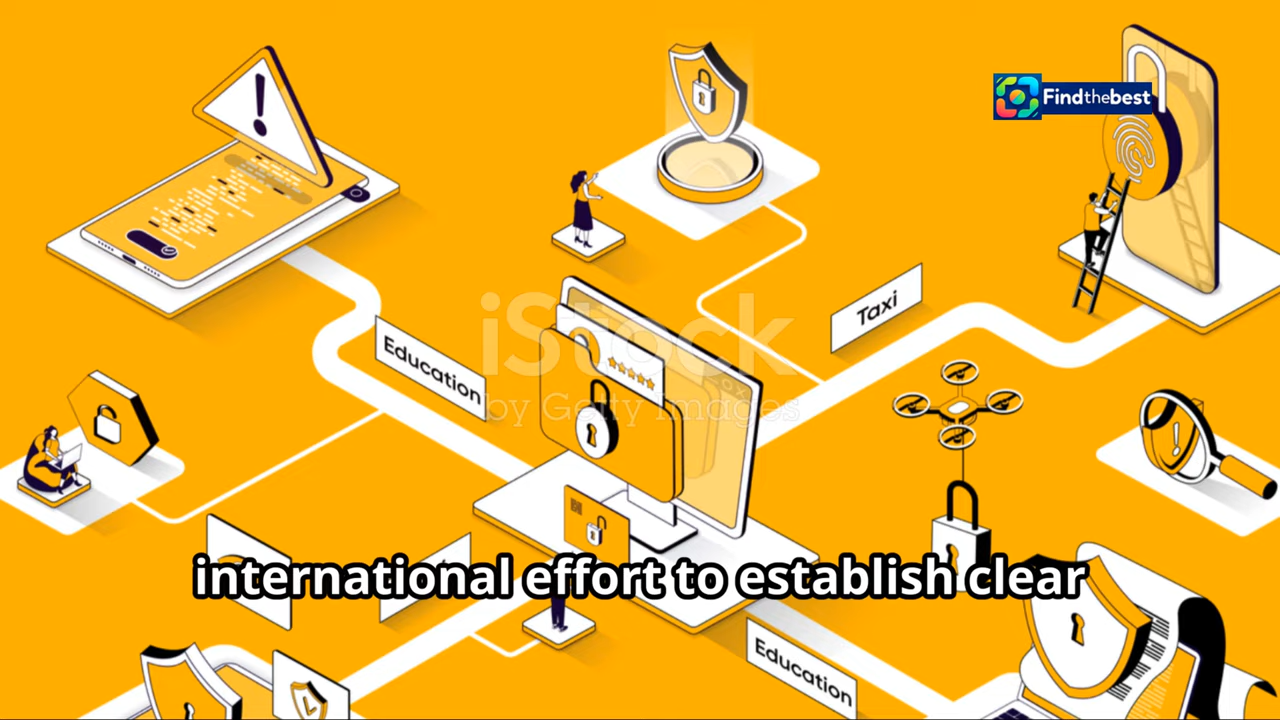 Findthebest
Taxi
iStock
by Getty Images
Education
international effort to establish clear
Education